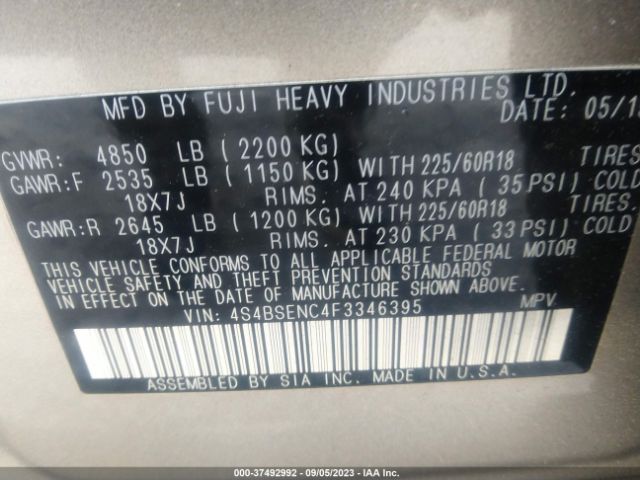 MFD BY FUJI HEAVY INDUSTRIES LTD.
DATE: 05/1
GVWR: 4850 LB ( 2200 KG)
GAWR:F 2535 LB ( 1150 KG) WITH 225/60R18 TIRES
18X7J RIMS. AT 240 KPA ( 35 PSI) COLD
GAWR:R 2645 LB ( 1200 KG) WITH 225/60R18 TIRES.
18X7J RIMS. AT 230 KPA ( 33 PSI) COLD
THIS VEHICLE CONFORMS TO ALL APPLICABLE FEDERAL MOTOR
VEHICLE SAFETY AND THEFT PREVENTION STANDARDS
IN EFFECT ON THE DATE OF MANUFACTURE SHOWN ABOVE.
VIN: 4S4BSENC4F3346395 MPV.
ASSEMBLED BY SIA INC. MADE IN U.S.A.
000-37492992 - 09/05/2023 - IAA Inc.